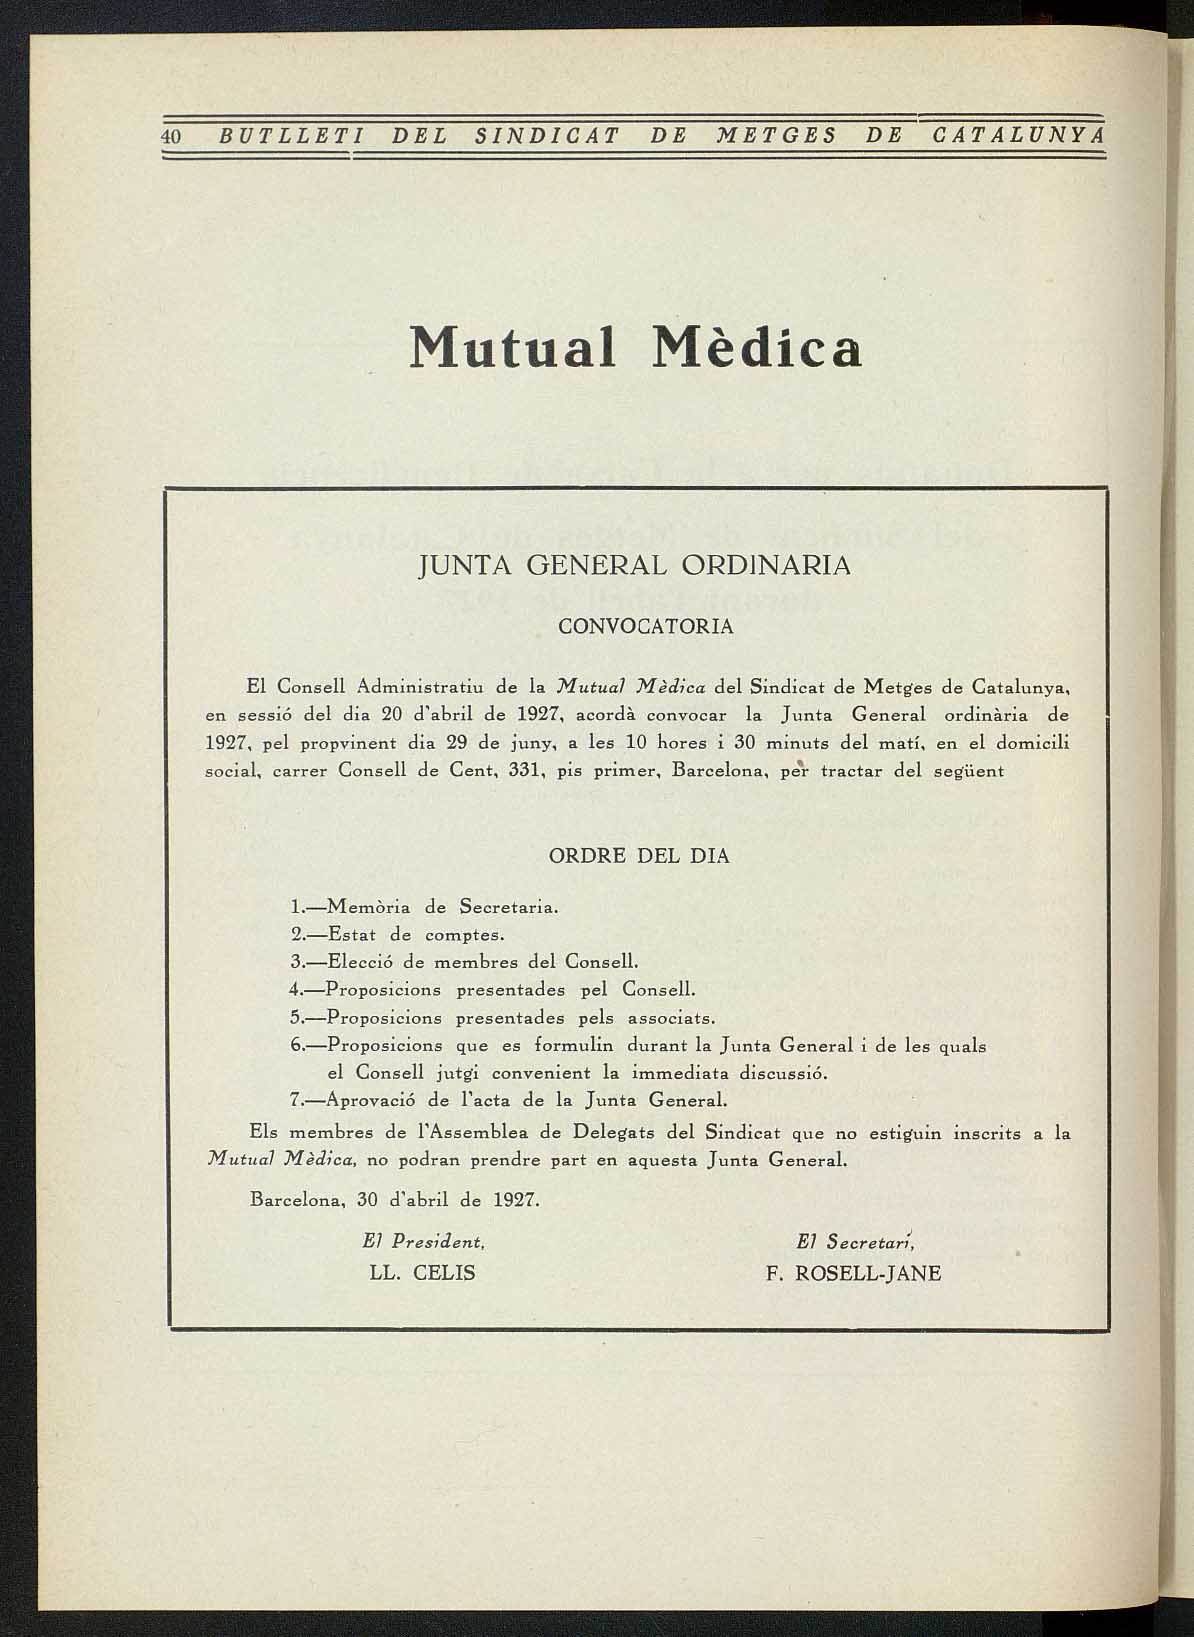 40 BUTLLETI DEL SINDICAT DE METGES DE CATALUNYA
Mutual Mèdica
JUNTA GENERAL ORDINARIA
CONVOCATORIA
El Consell Administratiu de la Mutual Mèdica del Sindicat de Metges de Catalunya,
en sessió del dia 20 d'abril de 1927, acordà convocar la Junta General ordinària de
1927, pel propvinent dia 29 de juny, a les 10 hores i 30 minuts del matí, en el domicili
social, carrer Consell de Cent, 331, pis primer, Barcelona, per tractar del següent
ORDRE DEL DIA
1.—Memòria de Secretaria.
2.—Estat de comptes.
3.—Elecció de membres del Consell.
4.—Proposicions presentades pel Consell.
5.—Proposicions presentades pels associats.
6.—Proposicions que es formulin durant la Junta General i de les quals
el Consell jutgi convenient la immediata discussió.
7.—Aprovació de l'acta de la Junta General.
Els membres de l'Assemblea de Delegats del Sindicat que no estiguin inscrits a la
Mutual Mèdica, no podran prendre part en aquesta Junta General.
Barcelona, 30 d'abril de 1927.
El President, El Secretari,
LL. CELIS F. ROSELL-JANE